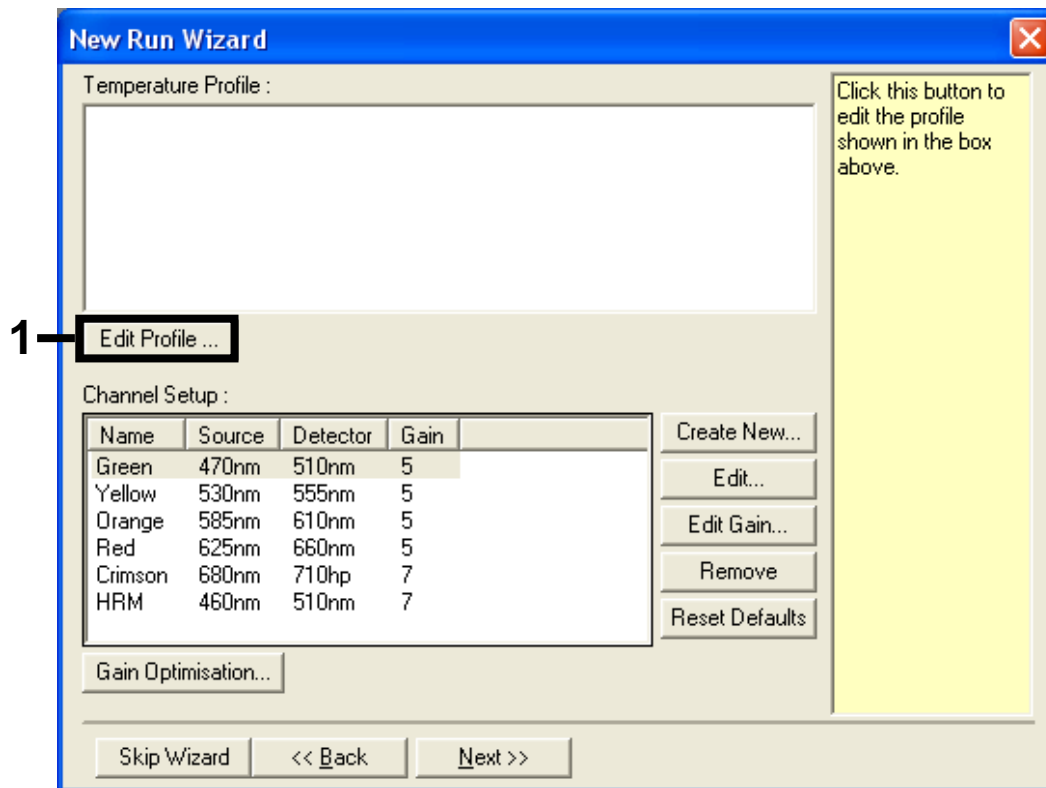 New Run Wizard
Temperature Profile :
Click this button to
edit the profile
shown in the box
above.
1
Edit Profile ...
Channel Setup :
Name Source Detector Gain
Green 470nm 510nm 5
Yellow 530nm 555nm 5
Orange 585nm 610nm 5
Red 625nm 660nm 5
Crimson 680nm 710hp 7
HRM 460nm 510nm 7
Create New...
Edit...
Edit Gain...
Remove
Reset Defaults
Gain Optimisation...
Skip Wizard << Back Next >>